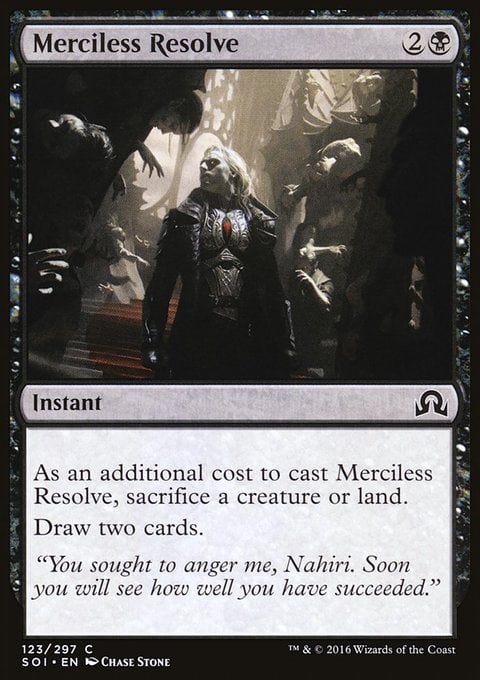 Merciless Resolve 2
Instant
As an additional cost to cast Merciless
Resolve, sacrifice a creature or land.
Draw two cards.
“You sought to anger me, Nahiri. Soon
you will see how well you have succeeded.”
123/297 C
SOI • EN Chase Stone
™ & © 2016 Wizards of the Coast